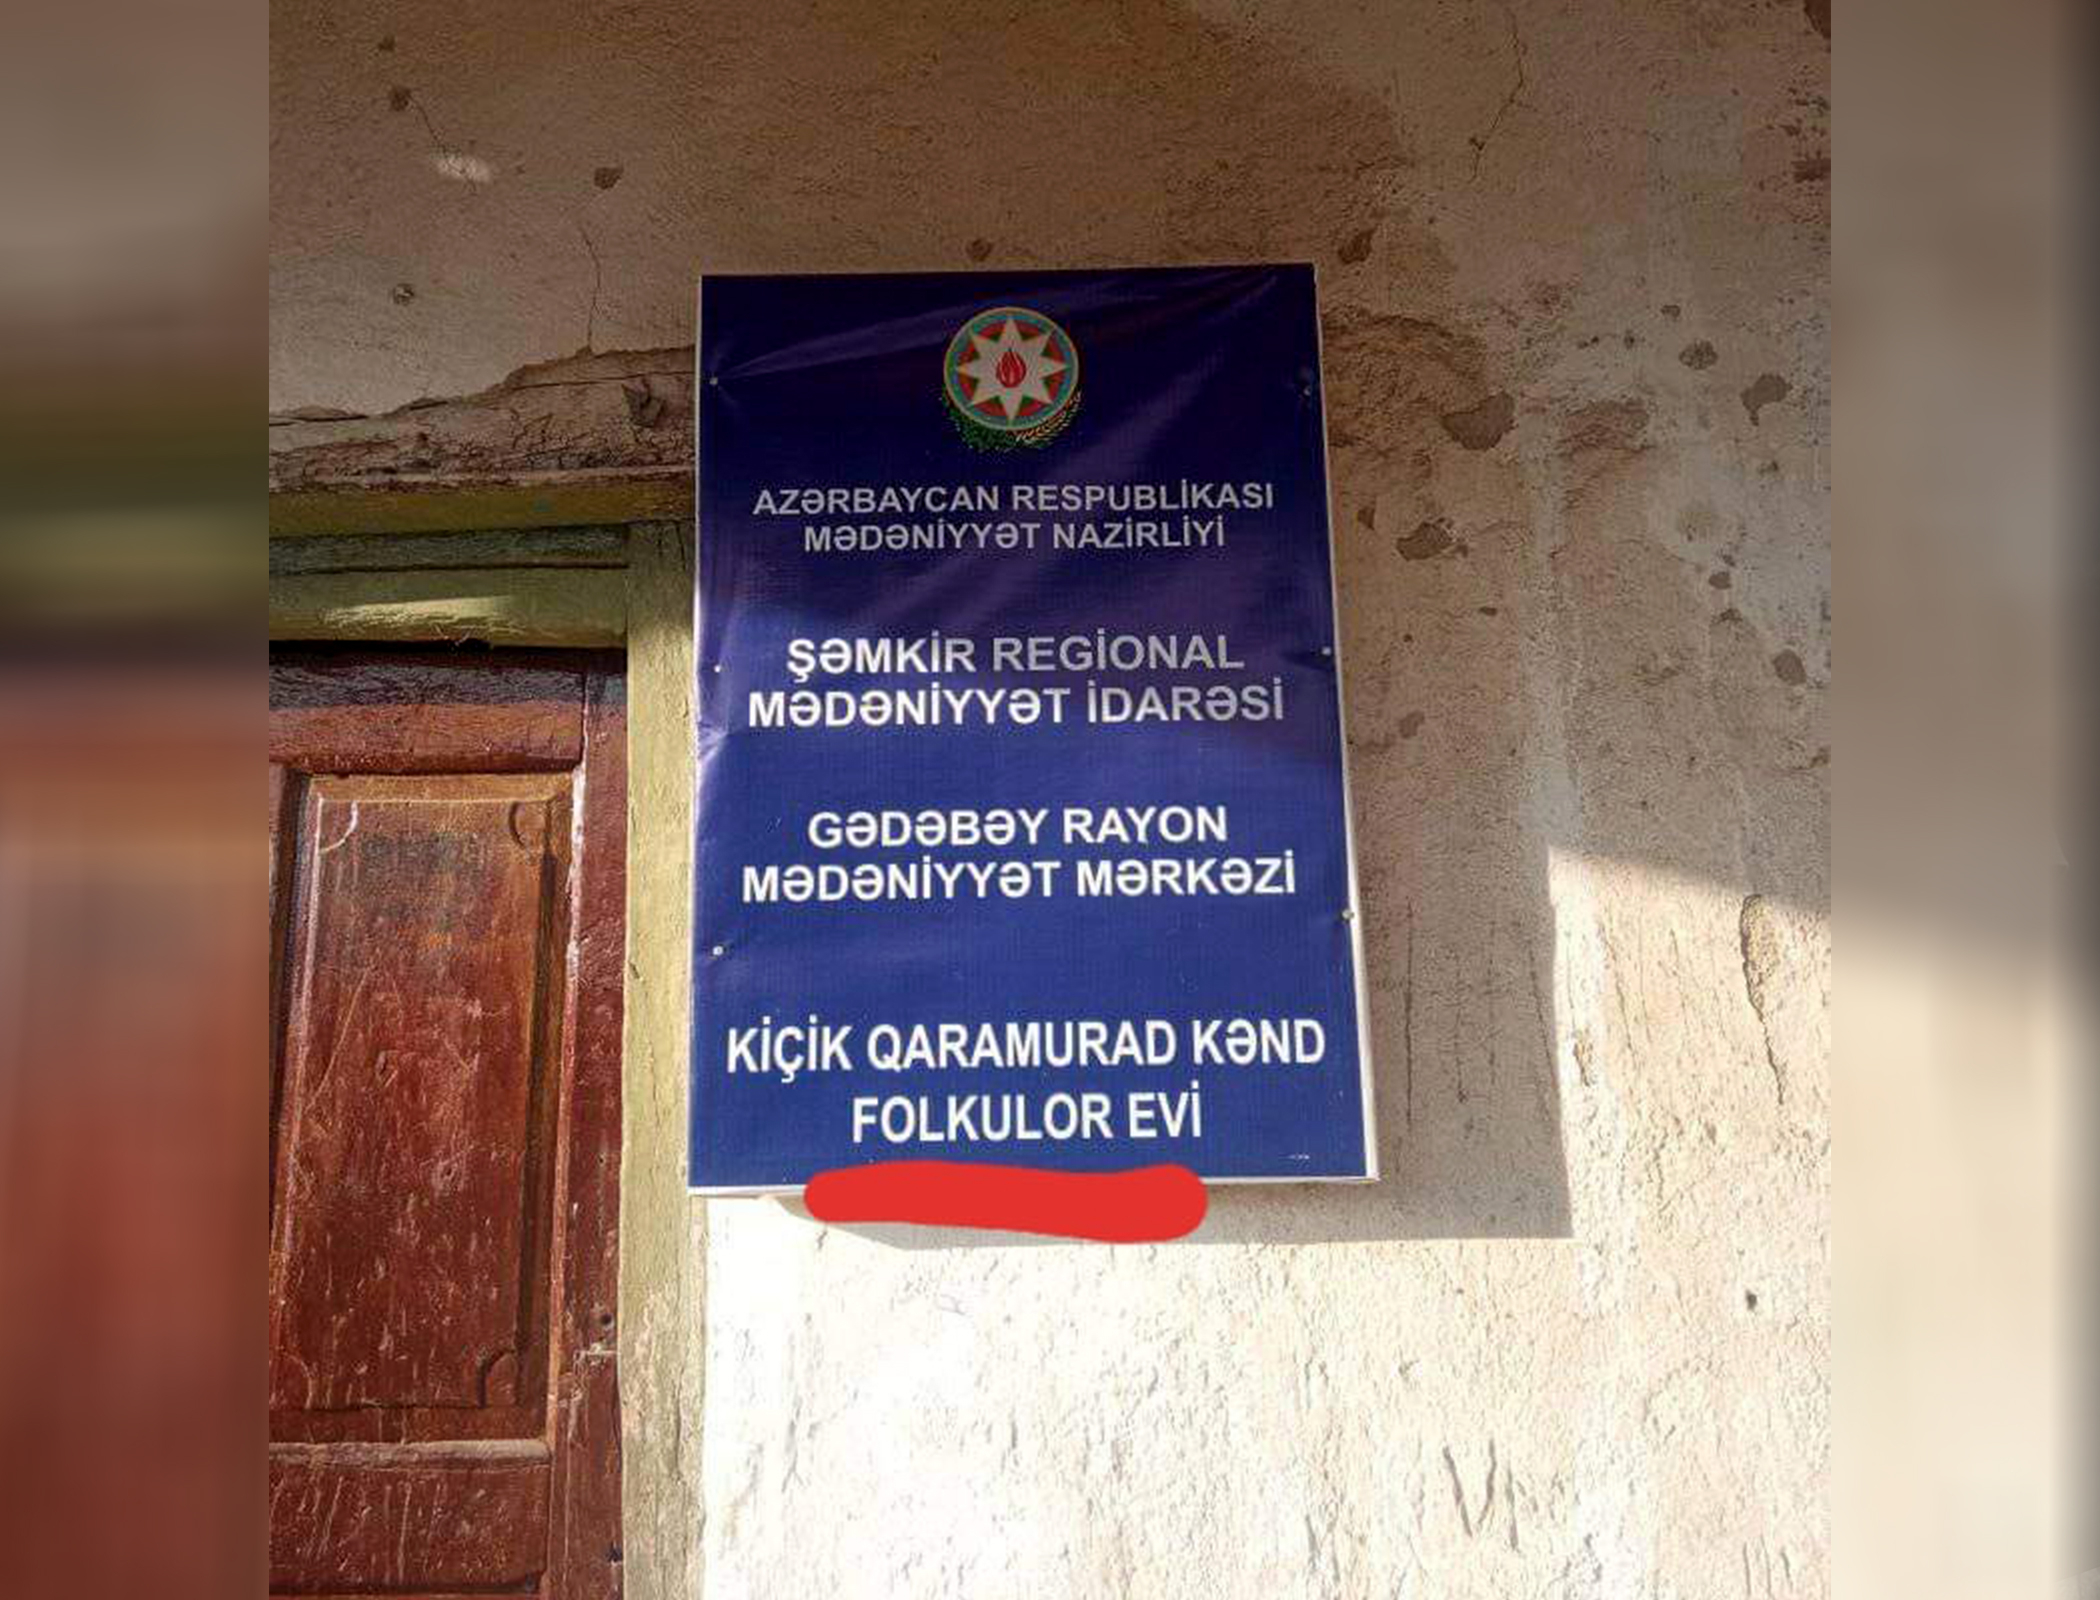 AZƏRBAYCAN RESPUBLİKASI
MƏDƏNİYYƏT NAZİRLİYİ
ŞƏMKİR REGİONAL
MƏDƏNİYYƏT İDARƏSİ
GƏDƏBƏY RAYON
MƏDƏNİYYƏT MƏRKƏZİ
KİÇİK QARAMURAD KƏND
FOLKULOR EVİ